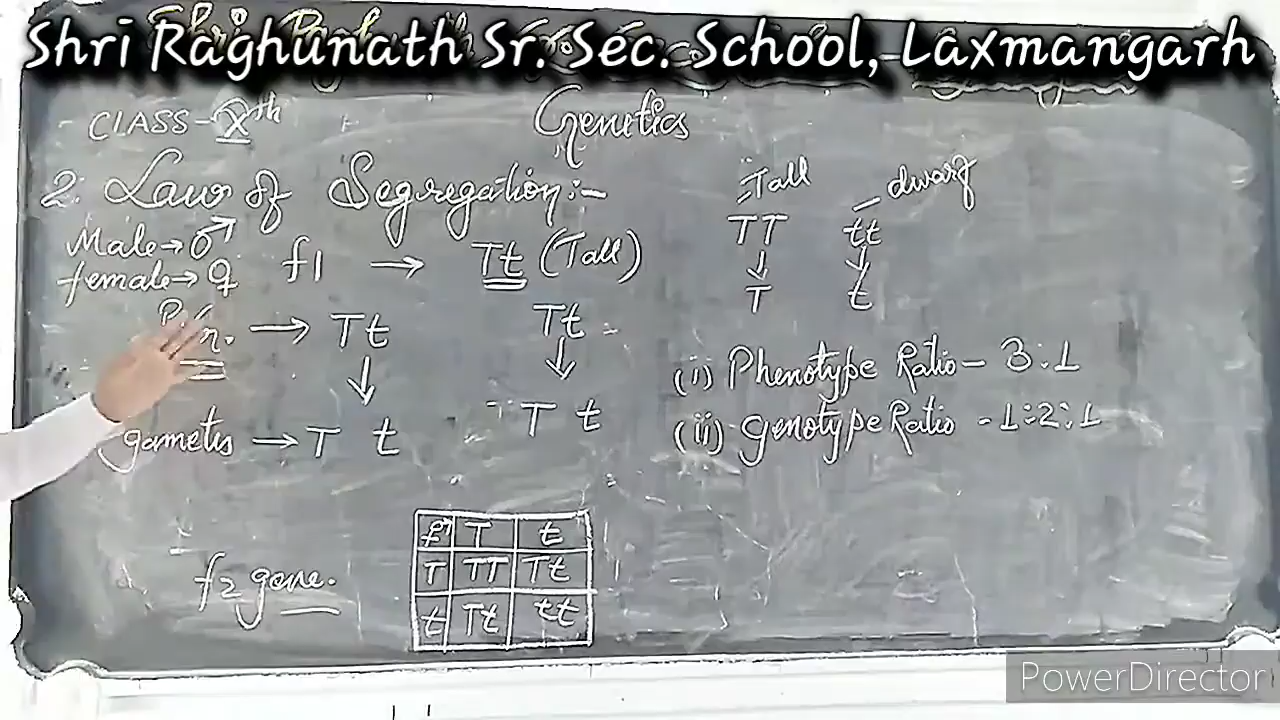 Shri Raghunath Sr. Sec. School, Laxmangarh
CLASS-Xth
Genetics
2: Law of Segregation:-
Male→♂
female→♀
f1 → Tt (Tall)
→ Tt Tt
gametes → T t T t
f2 gene.
♂ T t
T TT Tt
t Tt tt
Tall dwarf
TT tt
T t
(i) Phenotype Ratio- 3:1
(ii) Genotype Ratio - 1:2:1
PowerDirector